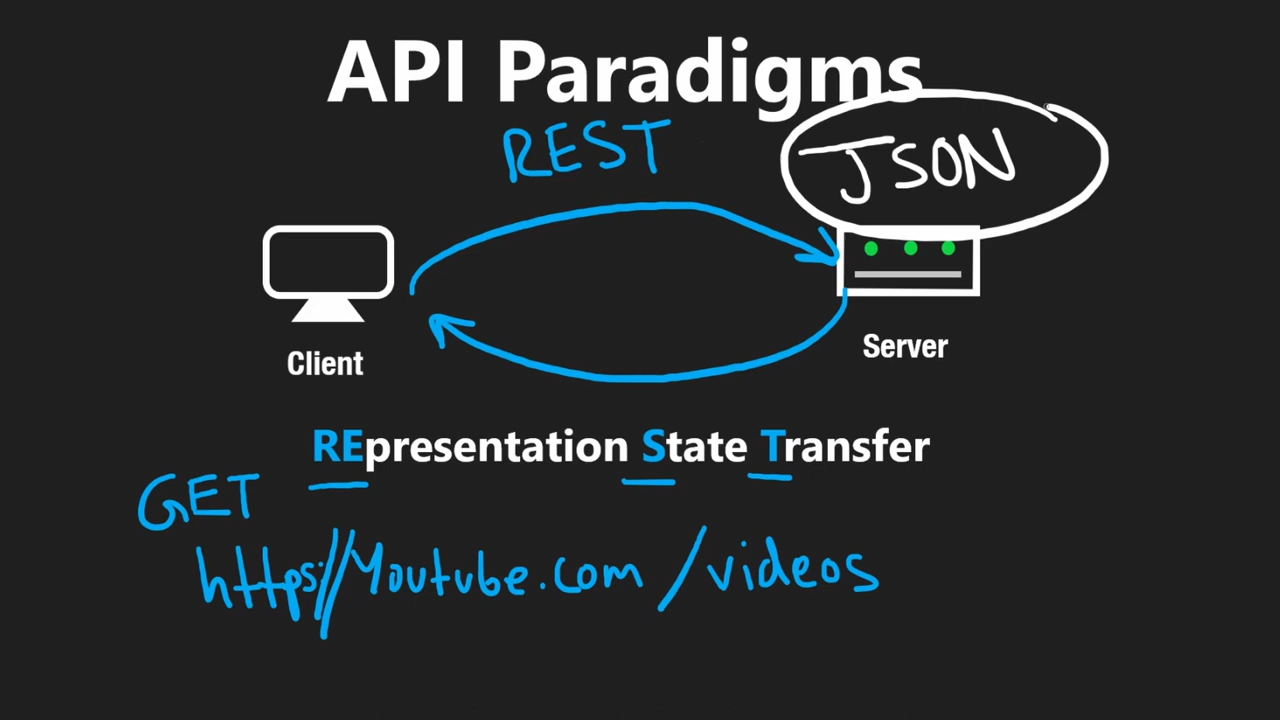 API Paradigms
REST
JSON
Client
Server
REpresentation State Transfer
GET
https://Youtube.com/videos